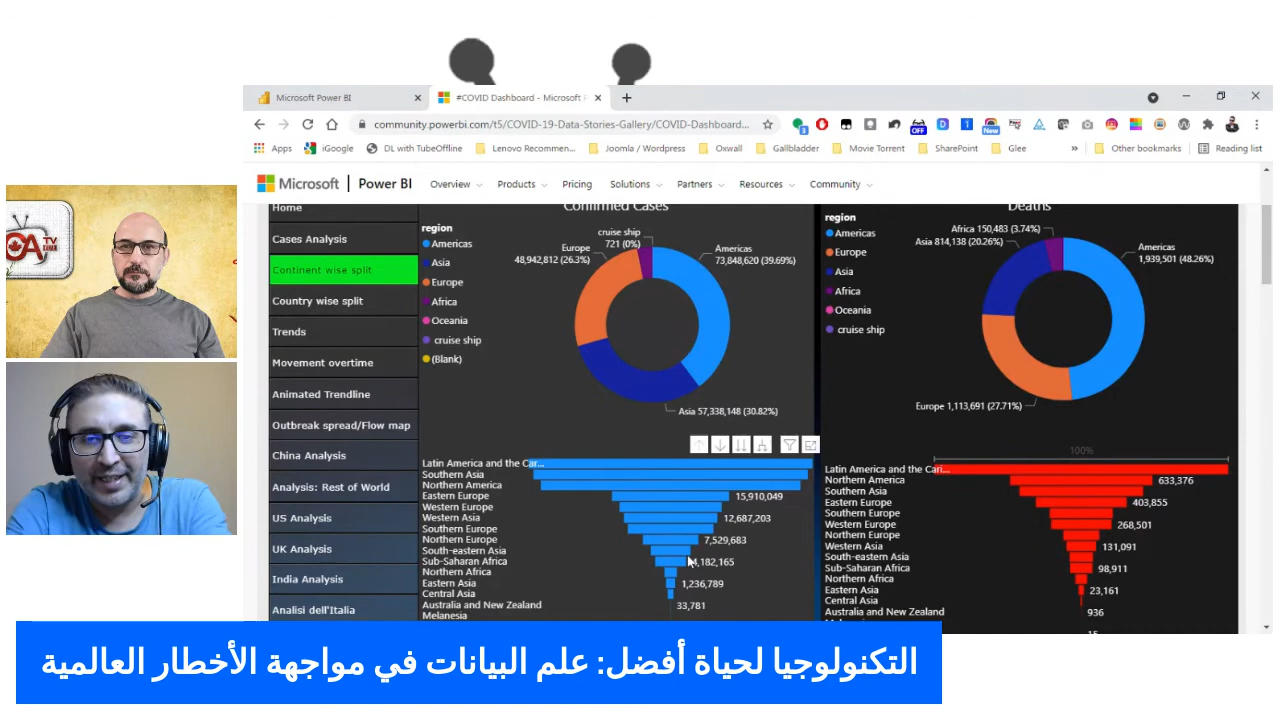 Microsoft Power BI
#COVID Dashboard - Microsoft P
community.powerbi.com/t5/COVID-19-Data-Stories-Gallery/COVID-Dashboard...
3
OFF
New
Apps
iGoogle
DL with TubeOffline
Lenovo Recommen...
Joomla / Wordpress
Oxwall
Gallbladder
Movie Torrent
SharePoint
Glee
»
Other bookmarks
Reading list
Microsoft | Power BI
Overview
Products
Pricing
Solutions
Partners
Resources
Community
OA
TV
Home
Cases Analysis
Continent wise split
Country wise split
Trends
Movement overtime
Animated Trendline
Outbreak spread/Flow map
China Analysis
Analysis: Rest of World
US Analysis
UK Analysis
India Analysis
Analisi dell'Italia
Confirmed Cases
region
Americas
Asia
Europe
Africa
Oceania
cruise ship
(Blank)
cruise ship
721 (0%)
Europe
48,942,812 (26.3%)
Americas
73,848,620 (39.69%)
Asia 57,338,148 (30.82%)
Latin America and the Car...
Southern Asia
Northern America
Eastern Europe 15,910,049
Western Europe
Western Asia 12,687,203
Southern Europe
Northern Europe 7,529,683
South-eastern Asia
Sub-Saharan Africa 4,182,165
Northern Africa
Eastern Asia 1,236,789
Central Asia
Australia and New Zealand 33,781
Melanesia
Deaths
region
Americas
Europe
Asia
Africa
Oceania
cruise ship
Africa 150,483 (3.74%)
Asia 814,138 (20.26%)
Americas
1,939,501 (48.26%)
Europe 1,113,691 (27.71%)
100%
Latin America and the Cari...
Northern America 633,376
Southern Asia
Eastern Europe 403,855
Southern Europe
Western Europe 268,501
Northern Europe
Western Asia 131,091
South-eastern Asia
Sub-Saharan Africa 98,911
Northern Africa
Eastern Asia 23,161
Central Asia
Australia and New Zealand 936
التكنولوجيا لحياة أفضل: علم البيانات في مواجهة الأخطار العالمية